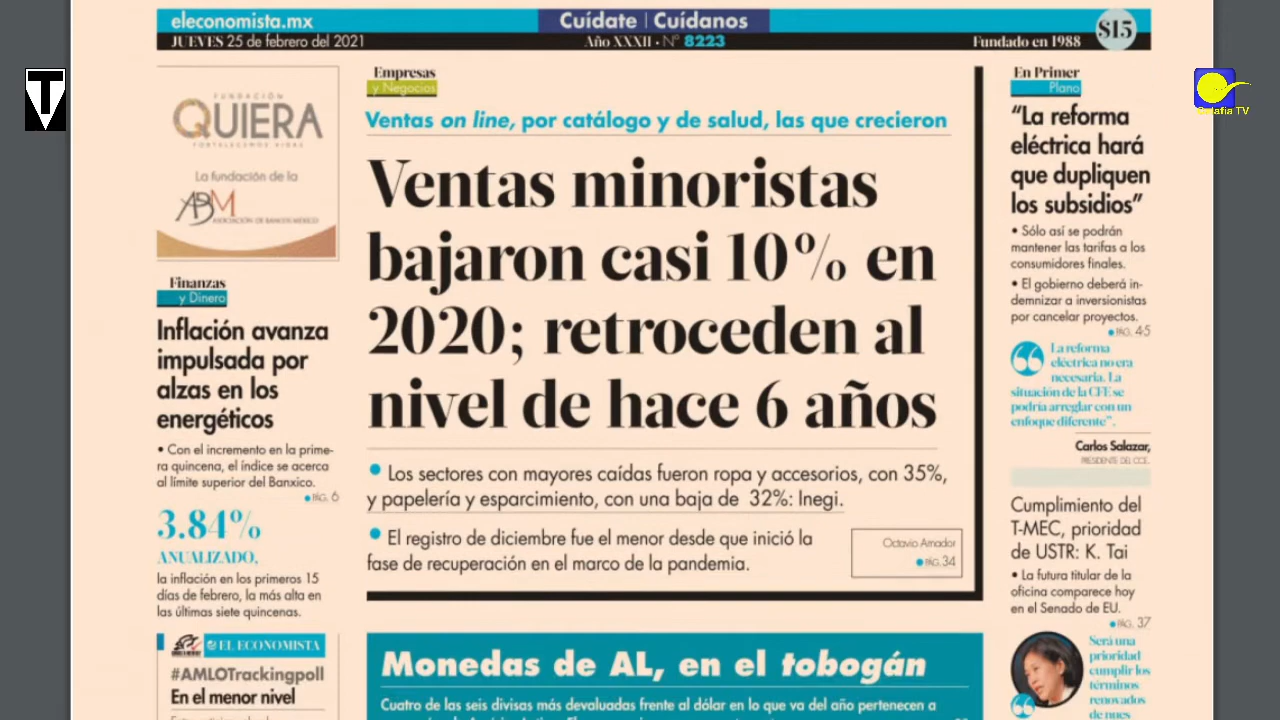 eleconomista.mx
Cuídate | Cuídanos
JUEVES 25 de febrero del 2021
Año XXXII • Nº 8223
Fundado en 1988
$15
T
FUNDACIÓN
QUIERA
FORTALECEMOS VIDAS
La fundación de la
ABM
ASOCIACIÓN DE BANCOS MÉXICO
Finanzas
y Dinero
Inflación avanza
impulsada por
alzas en los
energéticos
• Con el incremento en la prime-
ra quincena, el índice se acerca
al límite superior del Banxico.
• PÁG. 6
3.84%
ANUALIZADO,
la inflación en los primeros 15
días de febrero, la más alta en
las últimas siete quincenas.
EL ECONOMISTA
#AMLOTrackingpoll
En el menor nivel
Empresas
y Negocios
Ventas on line, por catálogo y de salud, las que crecieron
Ventas minoristas
bajaron casi 10% en
2020; retroceden al
nivel de hace 6 años
• Los sectores con mayores caídas fueron ropa y accesorios, con 35%,
y papelería y esparcimiento, con una baja de 32%: Inegi.
• El registro de diciembre fue el menor desde que inició la
fase de recuperación en el marco de la pandemia.
Octavio Amador
• PÁG. 34
Monedas de AL, en el tobogán
Cuatro de las seis divisas más devaluadas frente al dólar en lo que va del año pertenecen a
En Primer
Plano
“La reforma
eléctrica hará
que dupliquen
los subsidios”
• Sólo así se podrán
mantener las tarifas a los
consumidores finales.
• El gobierno deberá in-
demnizar a inversionistas
por cancelar proyectos.
• PÁG. 45
La reforma
eléctrica no era
necesaria. La
situación de la CFE se
podría arreglar con un
enfoque diferente”.
Carlos Salazar,
PRESIDENTE DEL CCE.
Cumplimiento del
T-MEC, prioridad
de USTR: K. Tai
• La futura titular de la
oficina comparece hoy
en el Senado de EU.
• PÁG. 37
Será una
prioridad
cumplir los
términos
renovados
de nues
TV